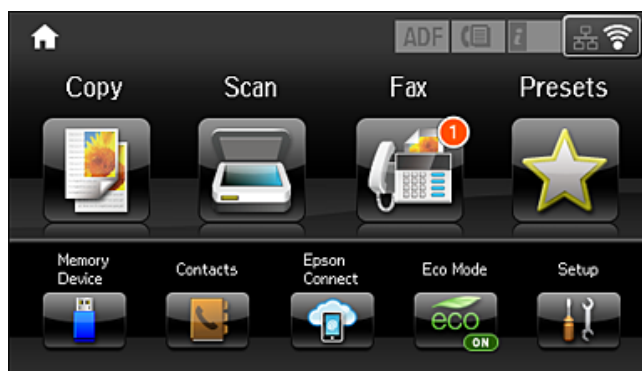 ADF i
Copy Scan Fax Presets
1
Memory Epson
Device Contacts Connect Eco Mode Setup
eco
ON